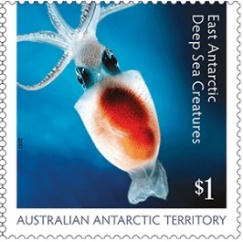 East Antarctic
Deep Sea Creatures
$1
AUSTRALIAN ANTARCTIC TERRITORY